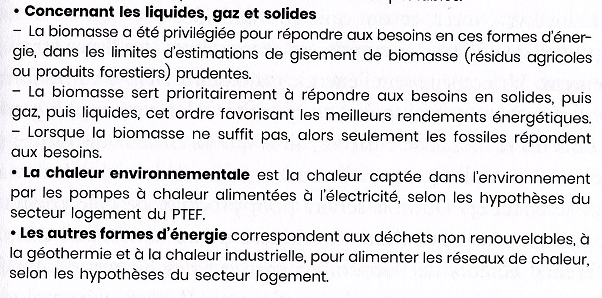 • Concernant les liquides, gaz et solides
– La biomasse a été privilégiée pour répondre aux besoins en ces formes d'éner-
gie, dans les limites d'estimations de gisement de biomasse (résidus agricoles
ou produits forestiers) prudentes.
– La biomasse sert prioritairement à répondre aux besoins en solides, puis
gaz, puis liquides, cet ordre favorisant les meilleurs rendements énergétiques.
– Lorsque la biomasse ne suffit pas, alors seulement les fossiles répondent
aux besoins.
• La chaleur environnementale est la chaleur captée dans l'environnement
par les pompes à chaleur alimentées à l'électricité, selon les hypothèses du
secteur logement du PTEF.
• Les autres formes d'énergie correspondent aux déchets non renouvelables, à
la géothermie et à la chaleur industrielle, pour alimenter les réseaux de chaleur,
selon les hypothèses du secteur logement.